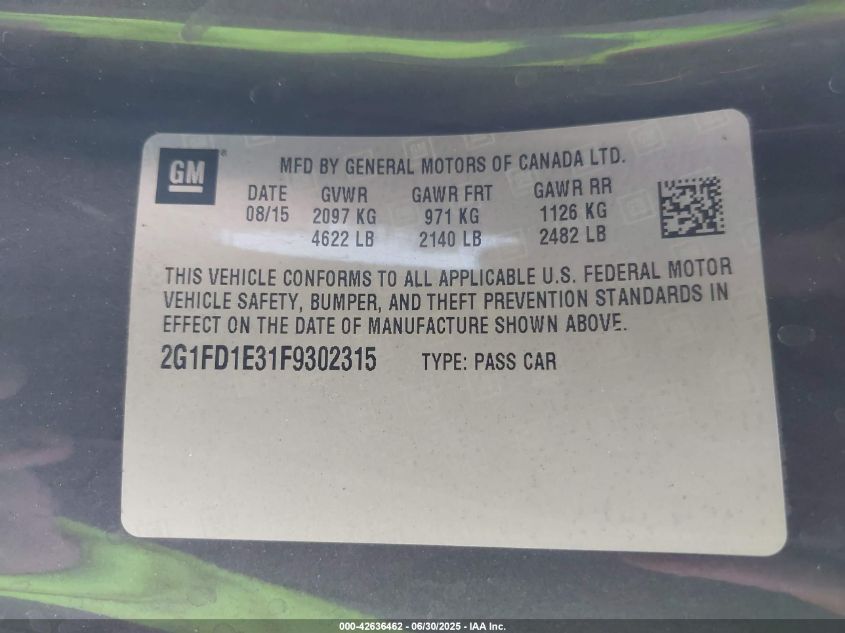 GM®
MFD BY GENERAL MOTORS OF CANADA LTD.
DATE GVWR GAWR FRT GAWR RR
08/15 2097 KG 971 KG 1126 KG
4622 LB 2140 LB 2482 LB
THIS VEHICLE CONFORMS TO ALL APPLICABLE U.S. FEDERAL MOTOR
VEHICLE SAFETY, BUMPER, AND THEFT PREVENTION STANDARDS IN
EFFECT ON THE DATE OF MANUFACTURE SHOWN ABOVE.
2G1FD1E31F9302315 TYPE: PASS CAR
000-42636462 - 06/30/2025 - IAA Inc.